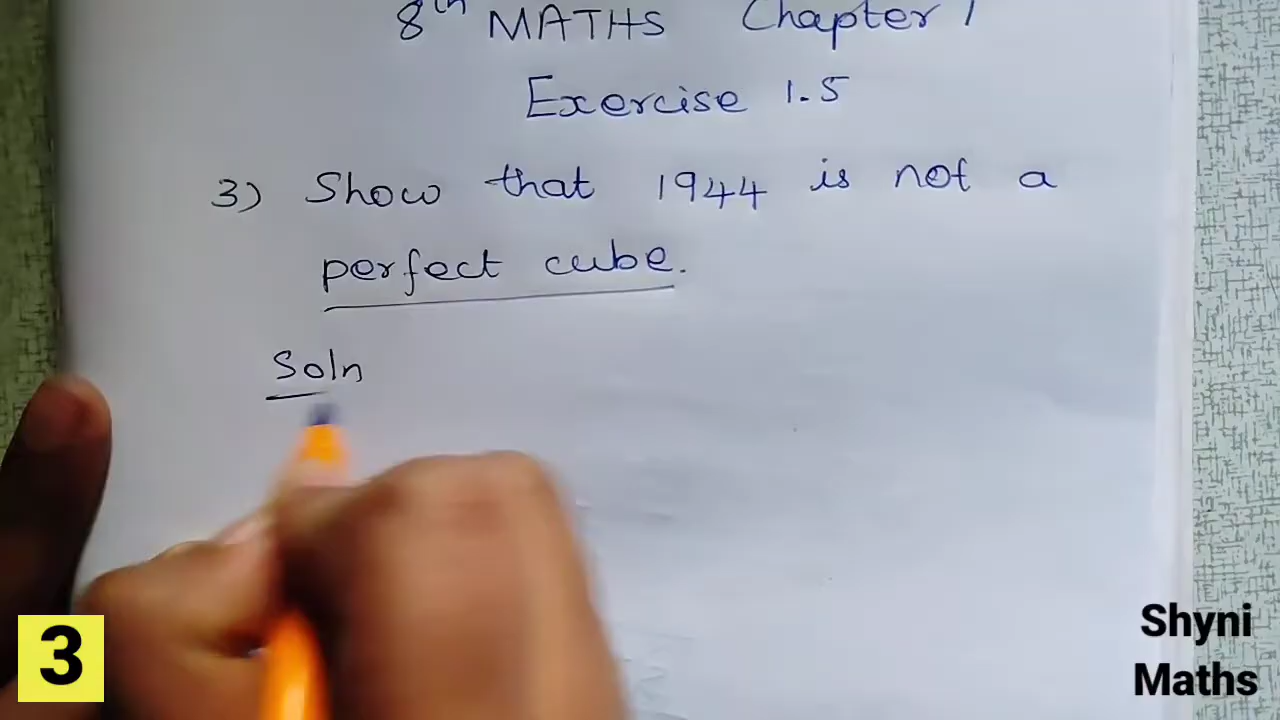 8th MATHS Chapter 1
Exercise 1.5
3) Show that 1944 is not a
perfect cube.
Soln
3
Shyni
Maths